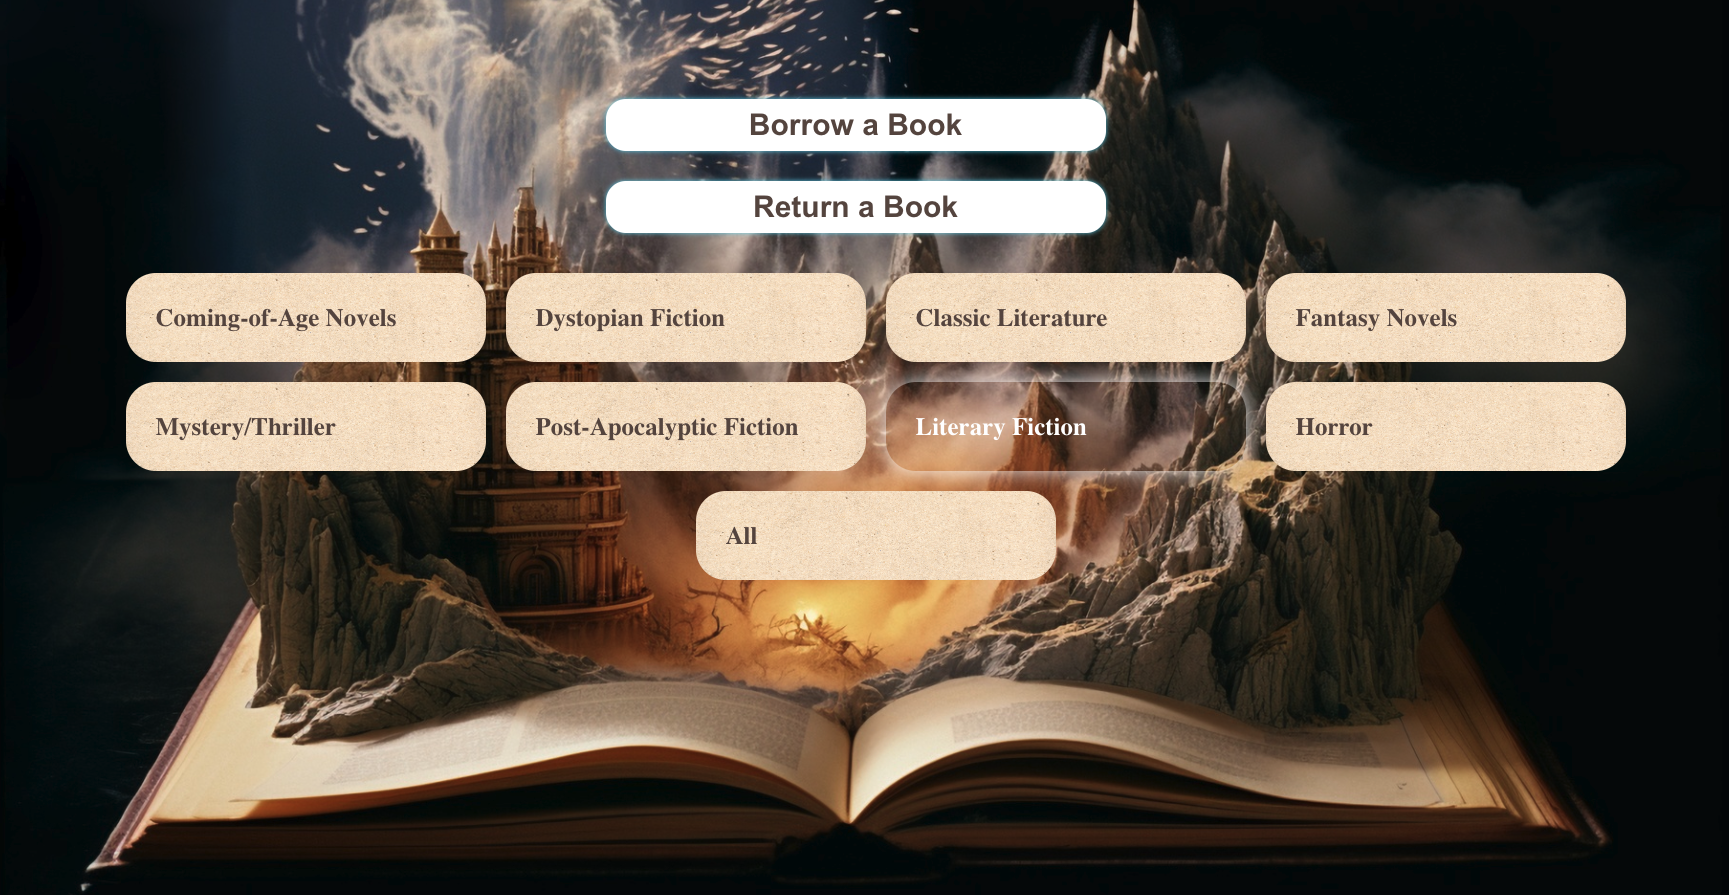 Borrow a Book
Return a Book
Coming-of-Age Novels
Dystopian Fiction
Classic Literature
Fantasy Novels
Mystery/Thriller
Post-Apocalyptic Fiction
Literary Fiction
Horror
All